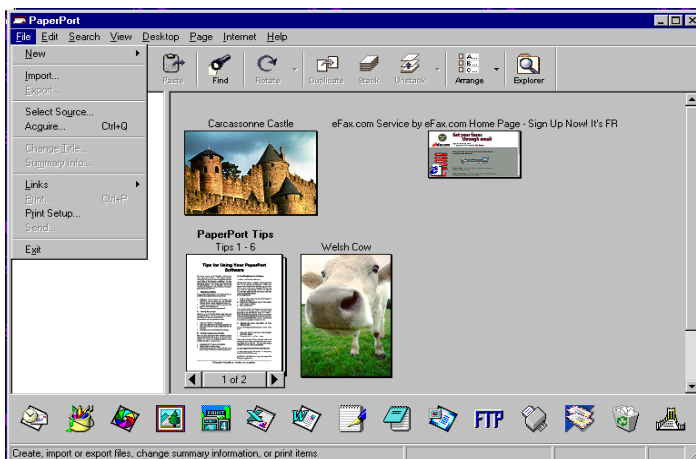 PaperPort
File Edit Search View Desktop Page Internet Help
New
Import...
Export...
Select Source...
Acquire... Ctrl+Q
Change Title...
Summary Info...
Links
Print... Ctrl+P
Print Setup...
Send...
Exit
Paste Find Rotate Duplicate Stack Unstack Arrange Explorer
Carcassonne Castle eFax.com Service by eFax.com Home Page - Sign Up Now! It's FR
Get your faxes
through email
PaperPort Tips
Tips 1 - 6 Welsh Cow
Tips for Using Your PaperPort
Software
1 of 2
FTP
Create, import or export files, change summary information, or print items